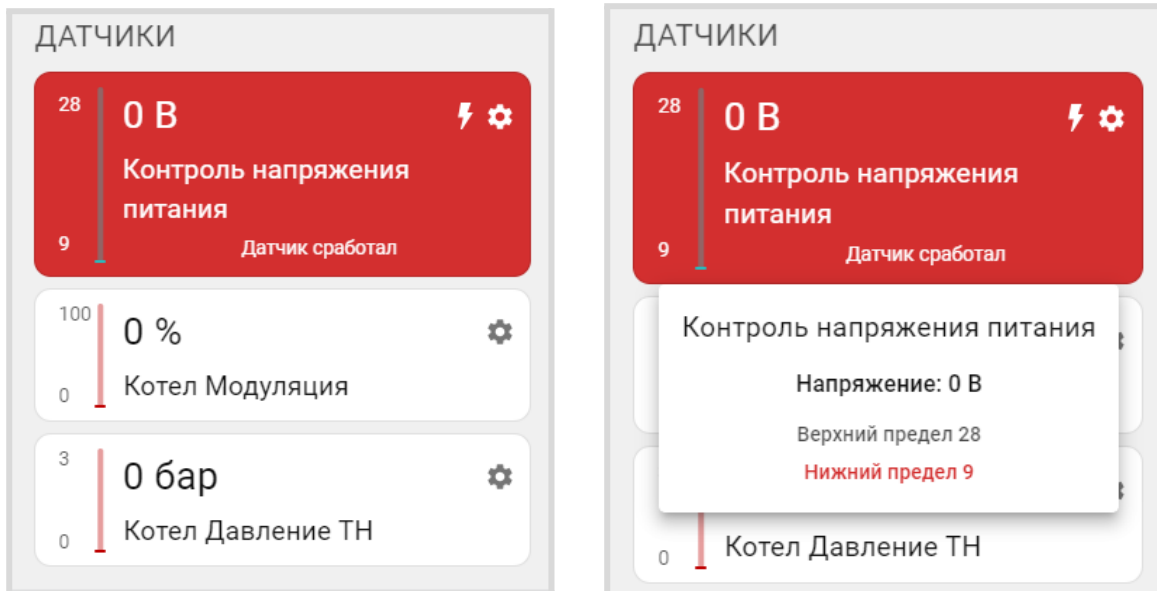 ДАТЧИКИ
28
0 В
Контроль напряжения
питания
9
Датчик сработал
100
0 %
0
Котел Модуляция
3
0 бар
0
Котел Давление ТН
ДАТЧИКИ
28
0 В
Контроль напряжения
питания
9
Датчик сработал
Контроль напряжения питания
Напряжение: 0 В
Верхний предел 28
Нижний предел 9
0
Котел Давление ТН